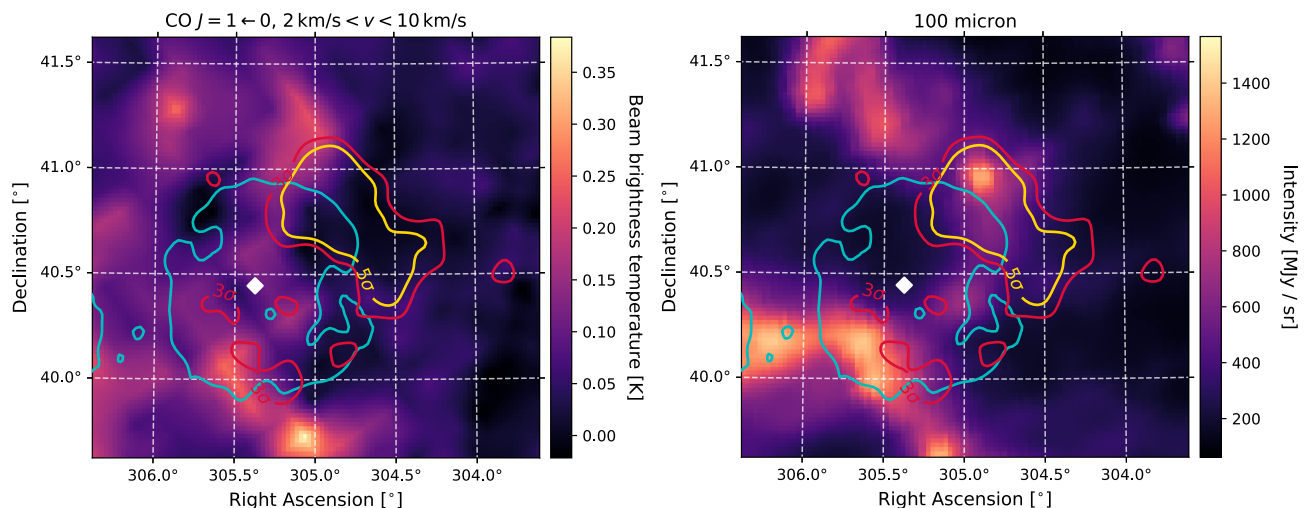 CO J = 1 ← 0, 2 km/s < v < 10 km/s
41.5°
41.0°
40.5°
40.0°
Declination [°]
306.0°
305.5°
305.0°
304.5°
304.0°
Right Ascension [°]
3σ
5σ
0.35
0.30
0.25
0.20
0.15
0.10
0.05
0.00
Beam brightness temperature [K]
100 micron
41.5°
41.0°
40.5°
40.0°
Declination [°]
306.0°
305.5°
305.0°
304.5°
304.0°
Right Ascension [°]
3σ
5σ
1400
1200
1000
800
600
400
200
Intensity [MJy / sr]